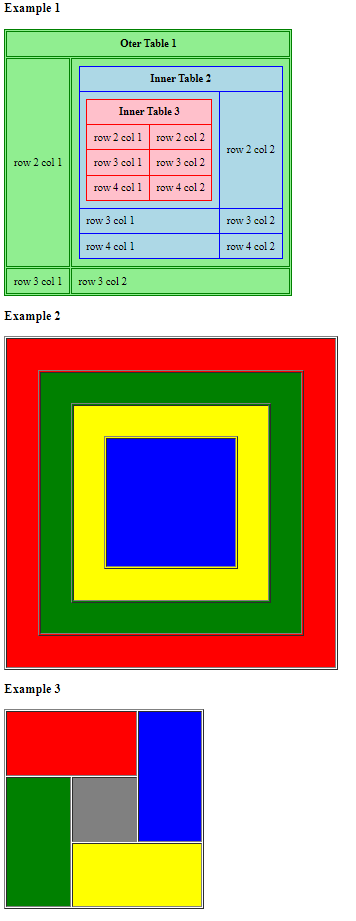 Example 1
Oter Table 1
row 2 col 1
Inner Table 2
Inner Table 3
row 2 col 1 row 2 col 2
row 3 col 1 row 3 col 2
row 4 col 1 row 4 col 2
row 2 col 2
row 3 col 1 row 3 col 2
row 4 col 1 row 4 col 2
row 3 col 1 row 3 col 2
Example 2
Example 3